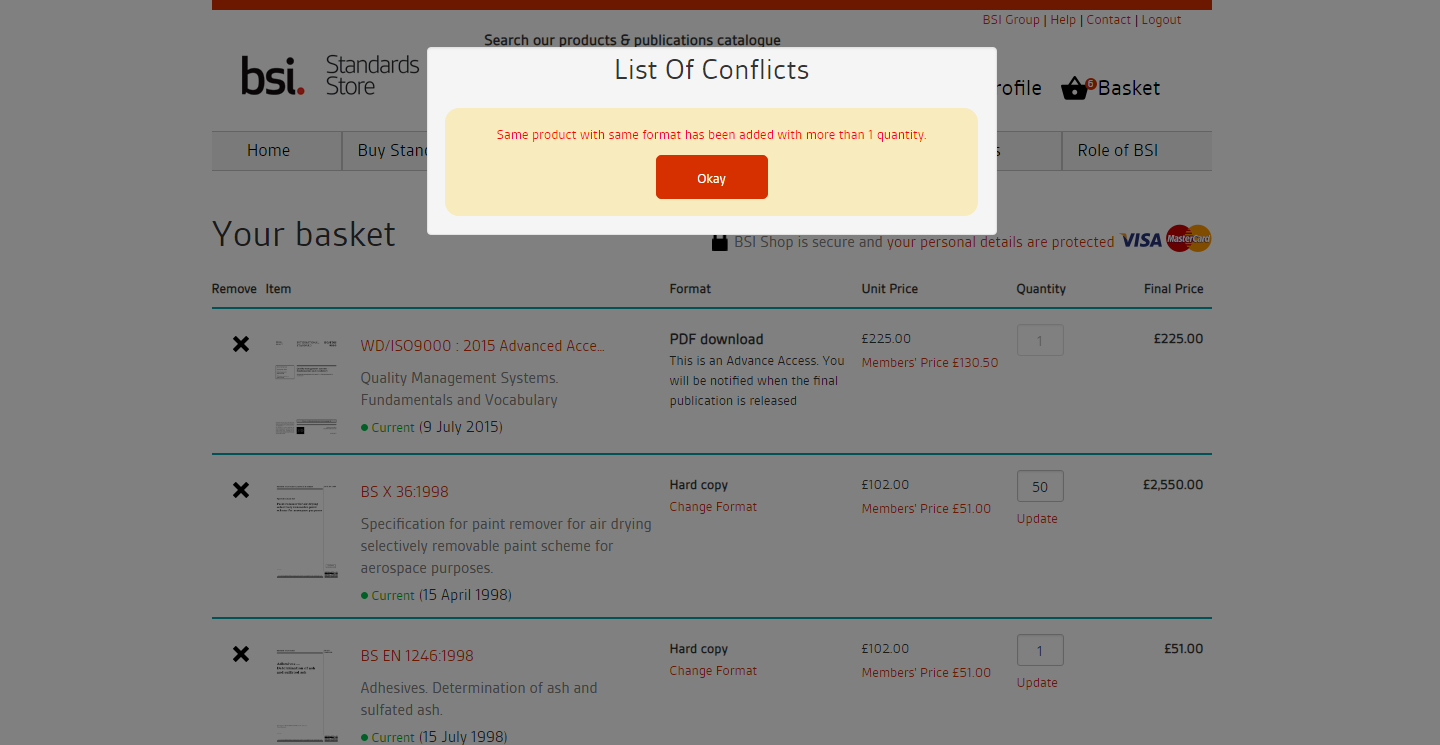 BSI Group | Help | Contact | Logout
Search our products & publications catalogue
bsi. Standards Store
List Of Conflicts
rofile 6 Basket
Same product with same format has been added with more than 1 quantity.
Okay
Home Buy Stan s Role of BSI
Your basket
BSI Shop is secure and your personal details are protected VISA MasterCard
Remove Item Format Unit Price Quantity Final Price
WD/ISO9000 : 2015 Advanced Acce... PDF download £225.00 1 £225.00
This is an Advance Access. You
will be notified when the final
publication is released
Members' Price £130.50
Quality Management Systems.
Fundamentals and Vocabulary
Current (9 July 2015)
BS X 36:1998 Hard copy £102.00 50 £2,550.00
Change Format Members' Price £51.00 Update
Specification for paint remover for air drying
selectively removable paint scheme for
aerospace purposes.
Current (15 April 1998)
BS EN 1246:1998 Hard copy £102.00 1 £51.00
Change Format Members' Price £51.00 Update
Adhesives. Determination of ash and
sulfated ash.
Current (15 July 1998)